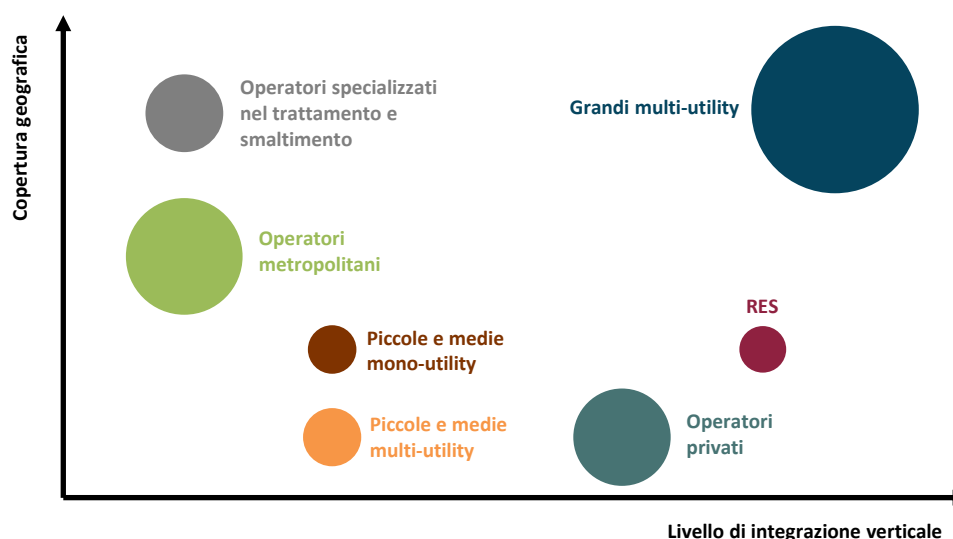 Copertura geografica
Operatori specializzati
nel trattamento e
smaltimento
Grandi multi-utility
Operatori
metropolitani
RES
Piccole e medie
mono-utility
Piccole e medie
multi-utility
Operatori
privati
Livello di integrazione verticale